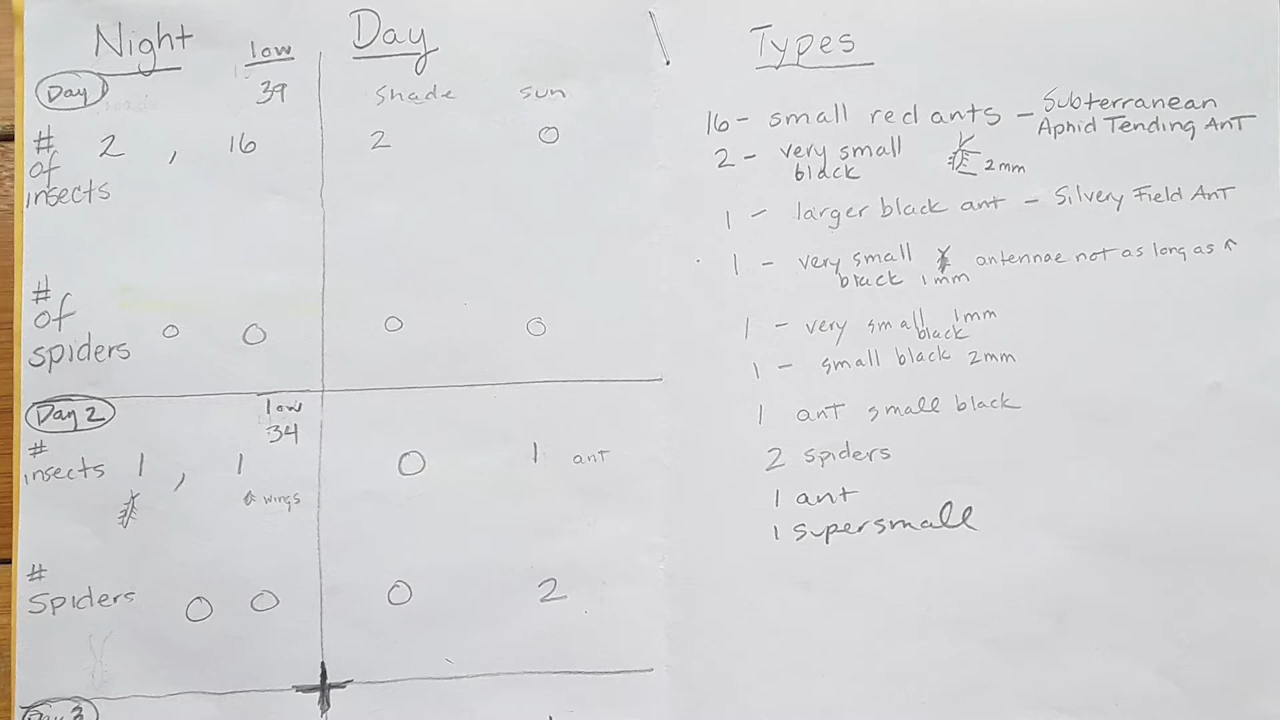 Night low Day
Day 1 39 shade sun
# 2 , 16 2 0
of
insects
#
of
spiders 0 0 0 0
Day 2 low
34
#
insects 1 , 1 0 1 ant
wings
#
Spiders 0 0 0 2
Day 3
Types
16 - small red ants - Subterranean
Aphid Tending Ant
2 - very small
black 2mm
1 - larger black ant - Silvery Field Ant
1 - very small antennae not as long as ↑
black 1mm
1 - very small 1mm
black
1 - small black 2mm
1 ant small black
2 spiders
1 ant
1 supersmall